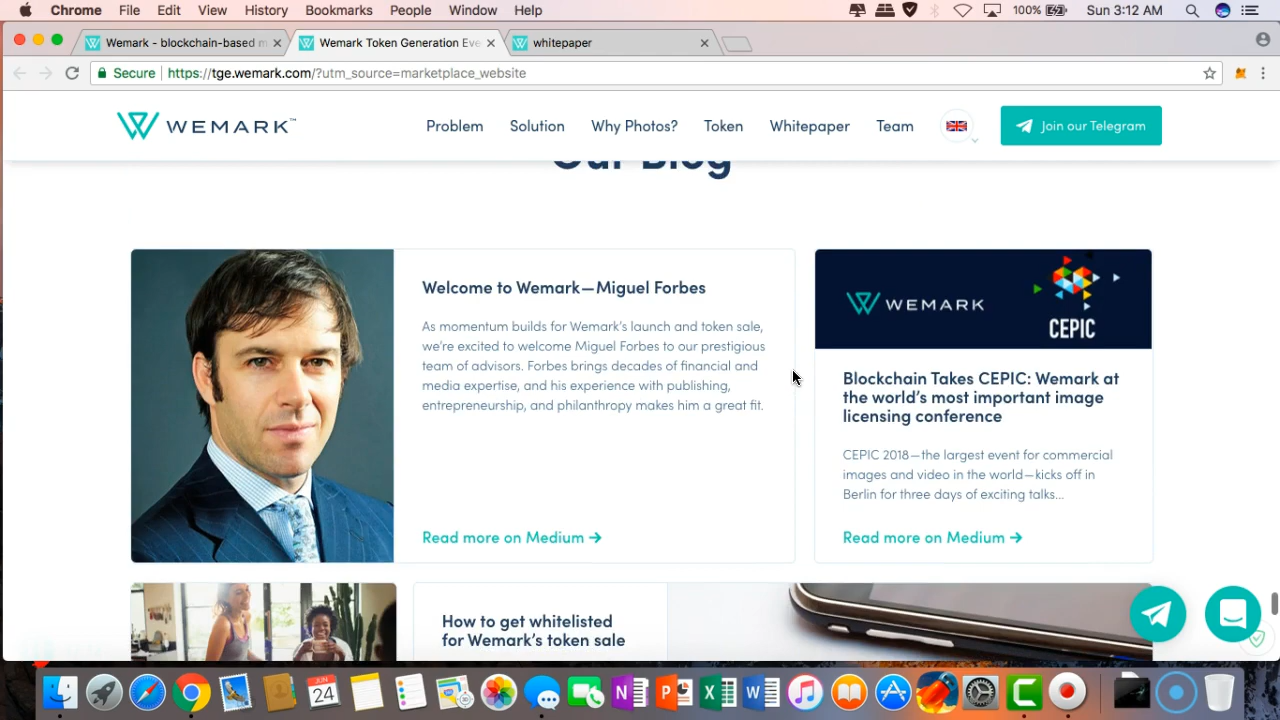 Chrome File Edit View History Bookmarks People Window Help 100% Sun 3:12 AM
Wemark - blockchain-based m Wemark Token Generation Eve whitepaper
Secure https://tge.wemark.com/?utm_source=marketplace_website
WEMARK™ Problem Solution Why Photos? Token Whitepaper Team Join our Telegram
Our Blog
Welcome to Wemark—Miguel Forbes
As momentum builds for Wemark's launch and token sale,
we're excited to welcome Miguel Forbes to our prestigious
team of advisors. Forbes brings decades of financial and
media expertise, and his experience with publishing,
entrepreneurship, and philanthropy makes him a great fit.
Read more on Medium →
WEMARK
CEPIC
Blockchain Takes CEPIC: Wemark at
the world's most important image
licensing conference
CEPIC 2018—the largest event for commercial
images and video in the world—kicks off in
Berlin for three days of exciting talks...
Read more on Medium →
How to get whitelisted
for Wemark's token sale
JUN
24